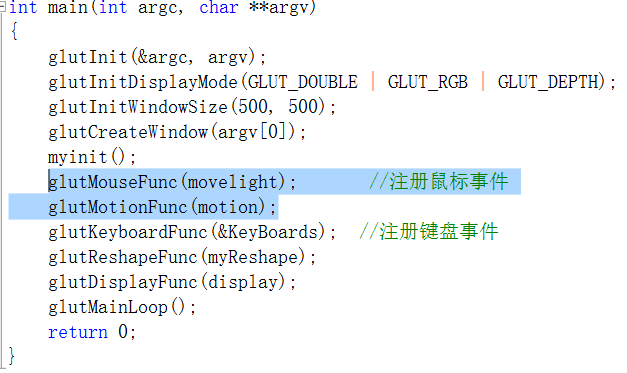 int main(int argc, char **argv)
{
glutInit(&argc, argv);
glutInitDisplayMode(GLUT_DOUBLE | GLUT_RGB | GLUT_DEPTH);
glutInitWindowSize(500, 500);
glutCreateWindow(argv[0]);
myinit();
glutMouseFunc(movelight); //注册鼠标事件
glutMotionFunc(motion);
glutKeyboardFunc(&KeyBoards); //注册键盘事件
glutReshapeFunc(myReshape);
glutDisplayFunc(display);
glutMainLoop();
return 0;
}